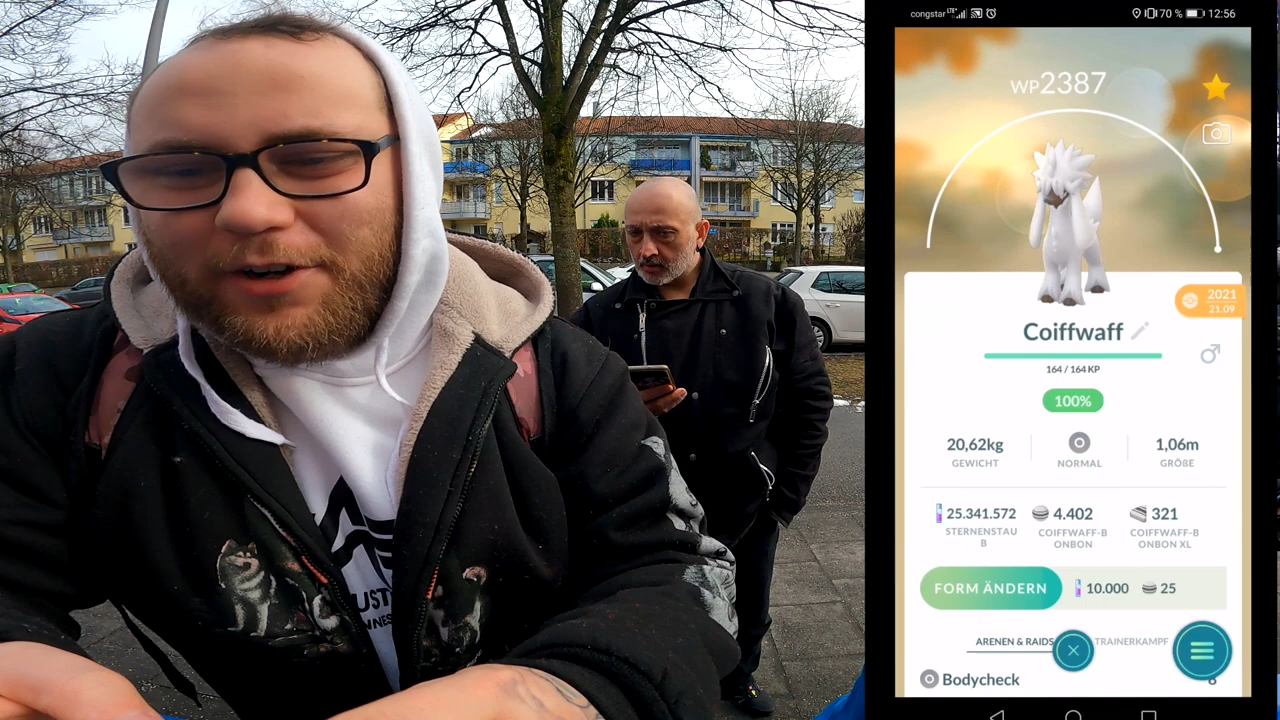 congstar LTE
70 % 12:56
WP2387
2021
21.09
Coiffwaff
164 / 164 KP
100%
20,62kg
GEWICHT
NORMAL
1,06m
GRÖẞE
25.341.572
STERNENSTAU
B
4.402
COIFFWAFF-B
ONBON
321
COIFFWAFF-B
ONBON XL
FORM ÄNDERN
10.000
25
ARENEN & RAIDS
TRAINERKAMPF
Bodycheck